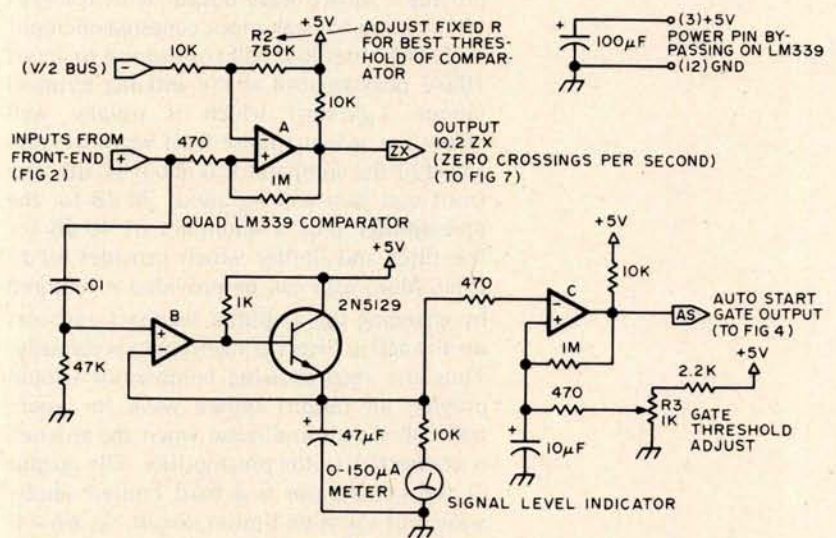 +5V
R2
ADJUST FIXED R
FOR BEST THRES-
HOLD OF COMPAR-
ATOR
10K
750K
(V/2 BUS)
−
10K
A
−
+
ZX
OUTPUT
10.2 ZX
(ZERO CROSSINGS PER SECOND)
(TO FIG 7)
INPUTS FROM
FRONT-END
(FIG 2)
+
470
1M
QUAD LM339 COMPARATOR
+
100µF
(3)+5V
POWER PIN BY-
PASSING ON LM339
(12) GND
+5V
.01
1K
2N5129
B
+
−
47K
+
47µF
10K
0-150µA
METER
SIGNAL LEVEL INDICATOR
470
C
−
+
+5V
10K
AS
AUTO START
GATE OUTPUT
(TO FIG 4)
1M
+5V
2.2K
470
R3
1K
GATE
THRESHOLD
ADJUST
+
10µF